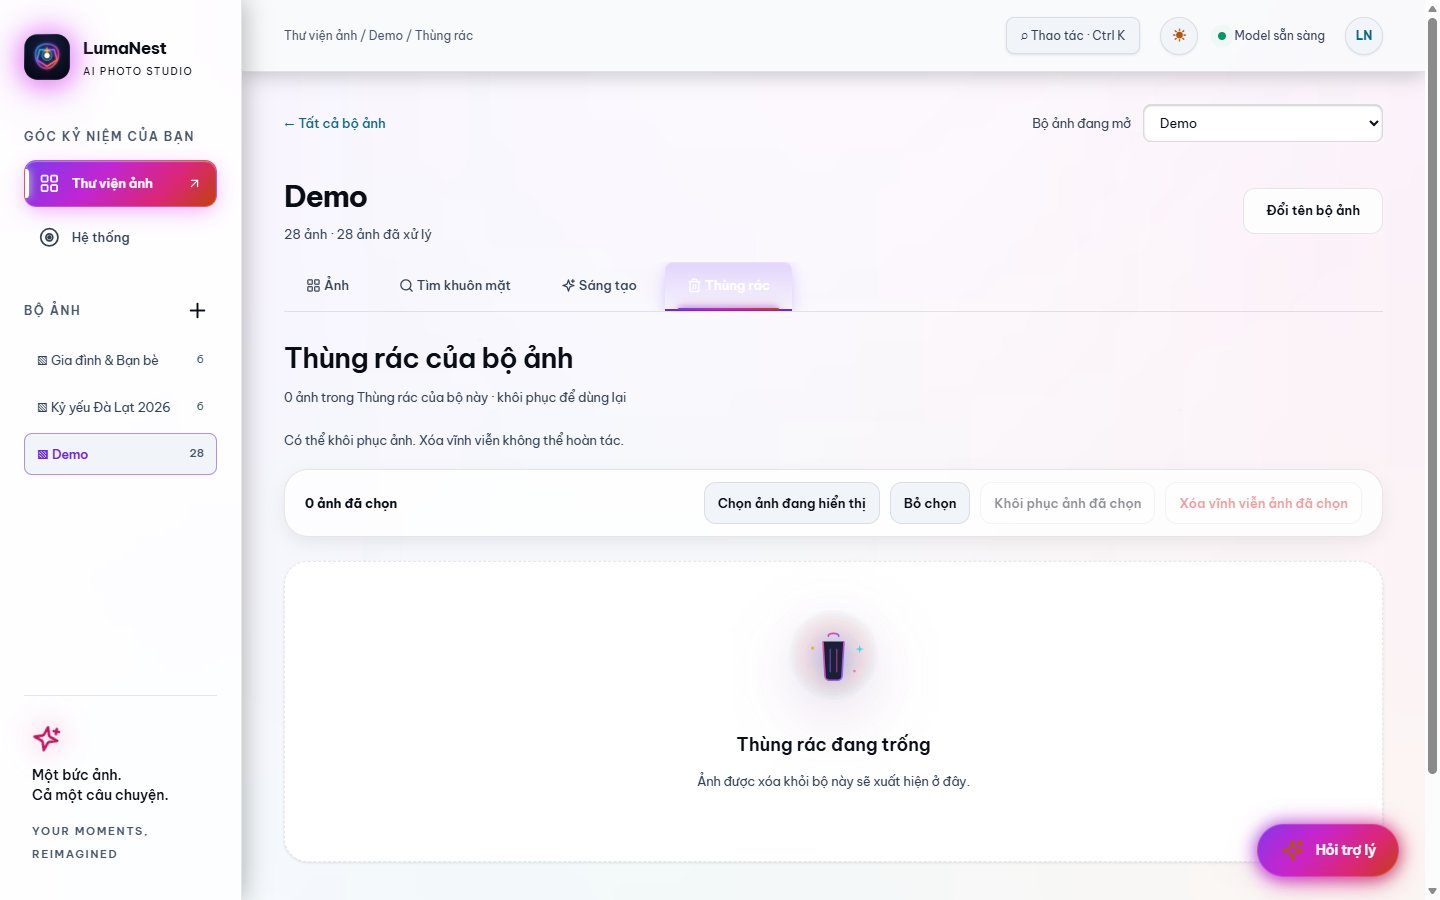 LumaNest
AI PHOTO STUDIO
GÓC KỶ NIỆM CỦA BẠN
Thư viện ảnh
Hệ thống
BỘ ẢNH
Gia đình & Bạn bè 6
Kỷ yếu Đà Lạt 2026 6
Demo 28
Một bức ảnh.
Cả một câu chuyện.
YOUR MOMENTS,
REIMAGINED
Thư viện ảnh / Demo / Thùng rác
⌕ Thao tác · Ctrl K
Model sẵn sàng
LN
← Tất cả bộ ảnh
Bộ ảnh đang mở
Demo
Demo
28 ảnh · 28 ảnh đã xử lý
Đổi tên bộ ảnh
Ảnh
Tìm khuôn mặt
Sáng tạo
Thùng rác
Thùng rác của bộ ảnh
0 ảnh trong Thùng rác của bộ này · khôi phục để dùng lại
Có thể khôi phục ảnh. Xóa vĩnh viễn không thể hoàn tác.
0 ảnh đã chọn
Chọn ảnh đang hiển thị
Bỏ chọn
Khôi phục ảnh đã chọn
Xóa vĩnh viễn ảnh đã chọn
Thùng rác đang trống
Ảnh được xóa khỏi bộ này sẽ xuất hiện ở đây.
Hỏi trợ lý